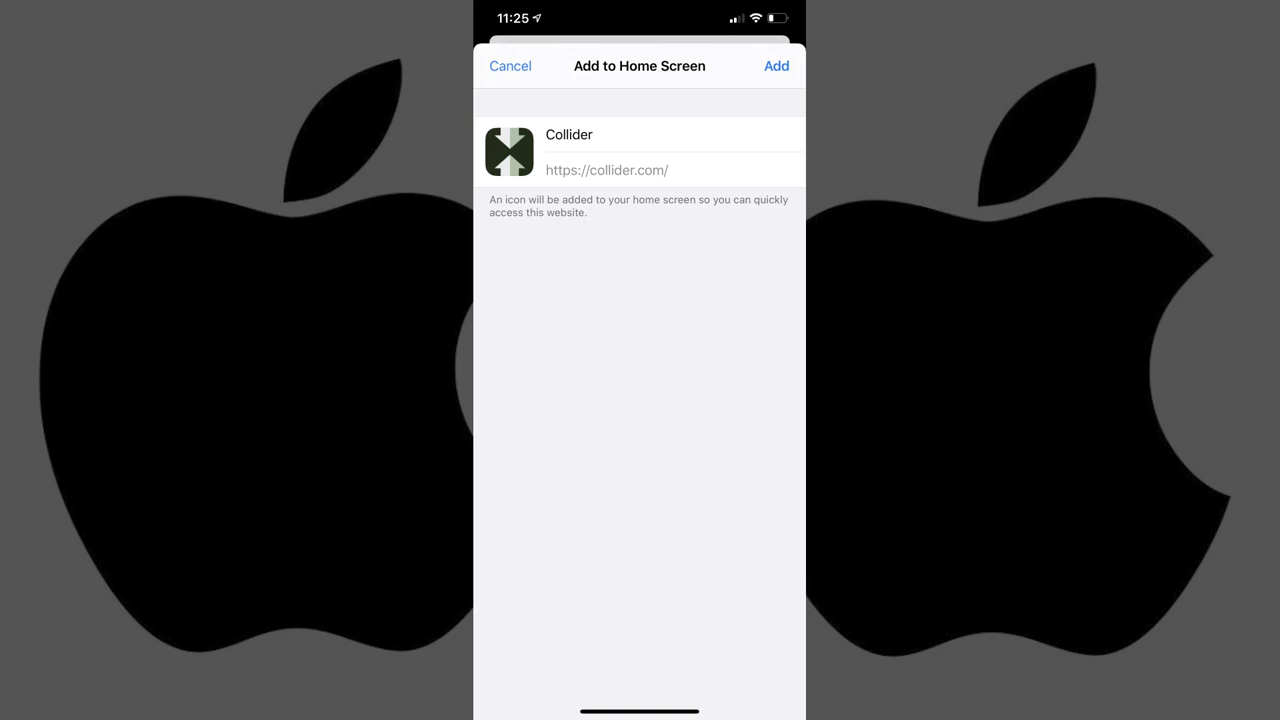 11:25
Cancel Add to Home Screen Add
Collider
https://collider.com/
An icon will be added to your home screen so you can quickly
access this website.